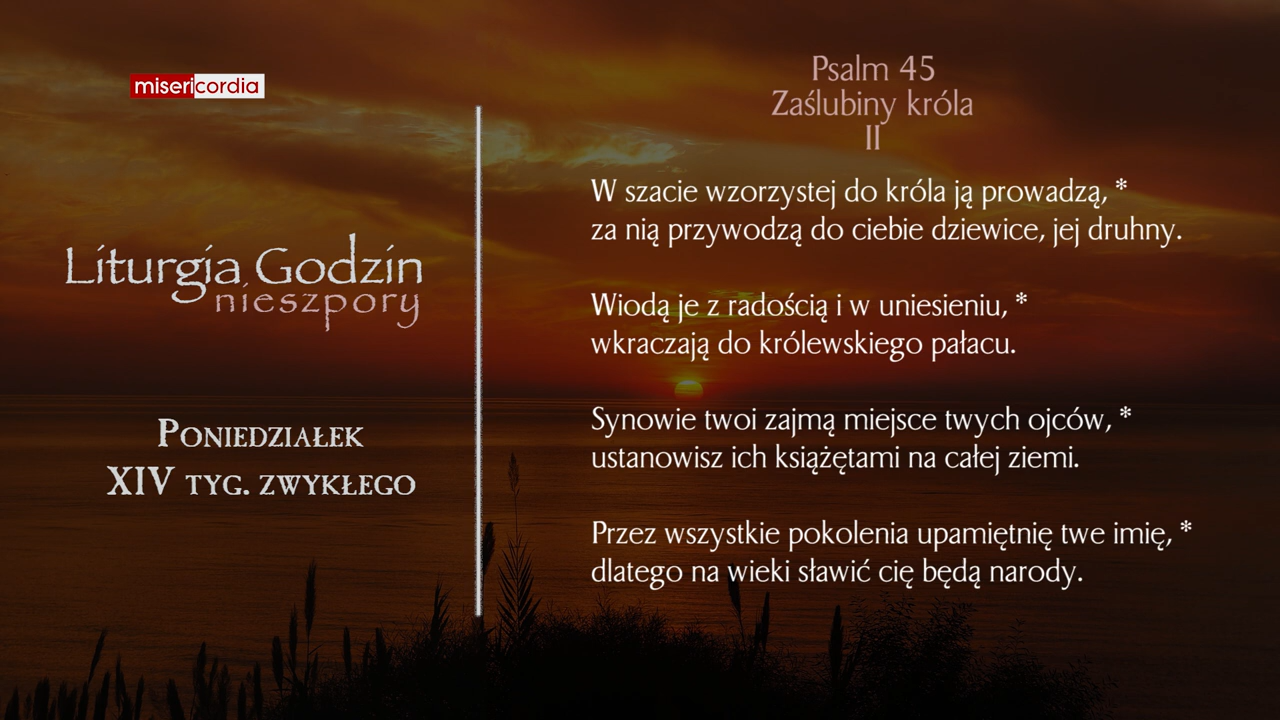 misericordia
Liturgia Godzin
nieszpory
Poniedziałek
XIV tyg. zwykłego
Psalm 45
Zaślubiny króla
II
W szacie wzorzystej do króla ją prowadzą, *
za nią przywodzą do ciebie dziewice, jej druhny.
Wiodą je z radością i w uniesieniu, *
wkraczają do królewskiego pałacu.
Synowie twoi zajmą miejsce twych ojców, *
ustanowisz ich książętami na całej ziemi.
Przez wszystkie pokolenia upamiętnię twe imię, *
dlatego na wieki sławić cię będą narody.